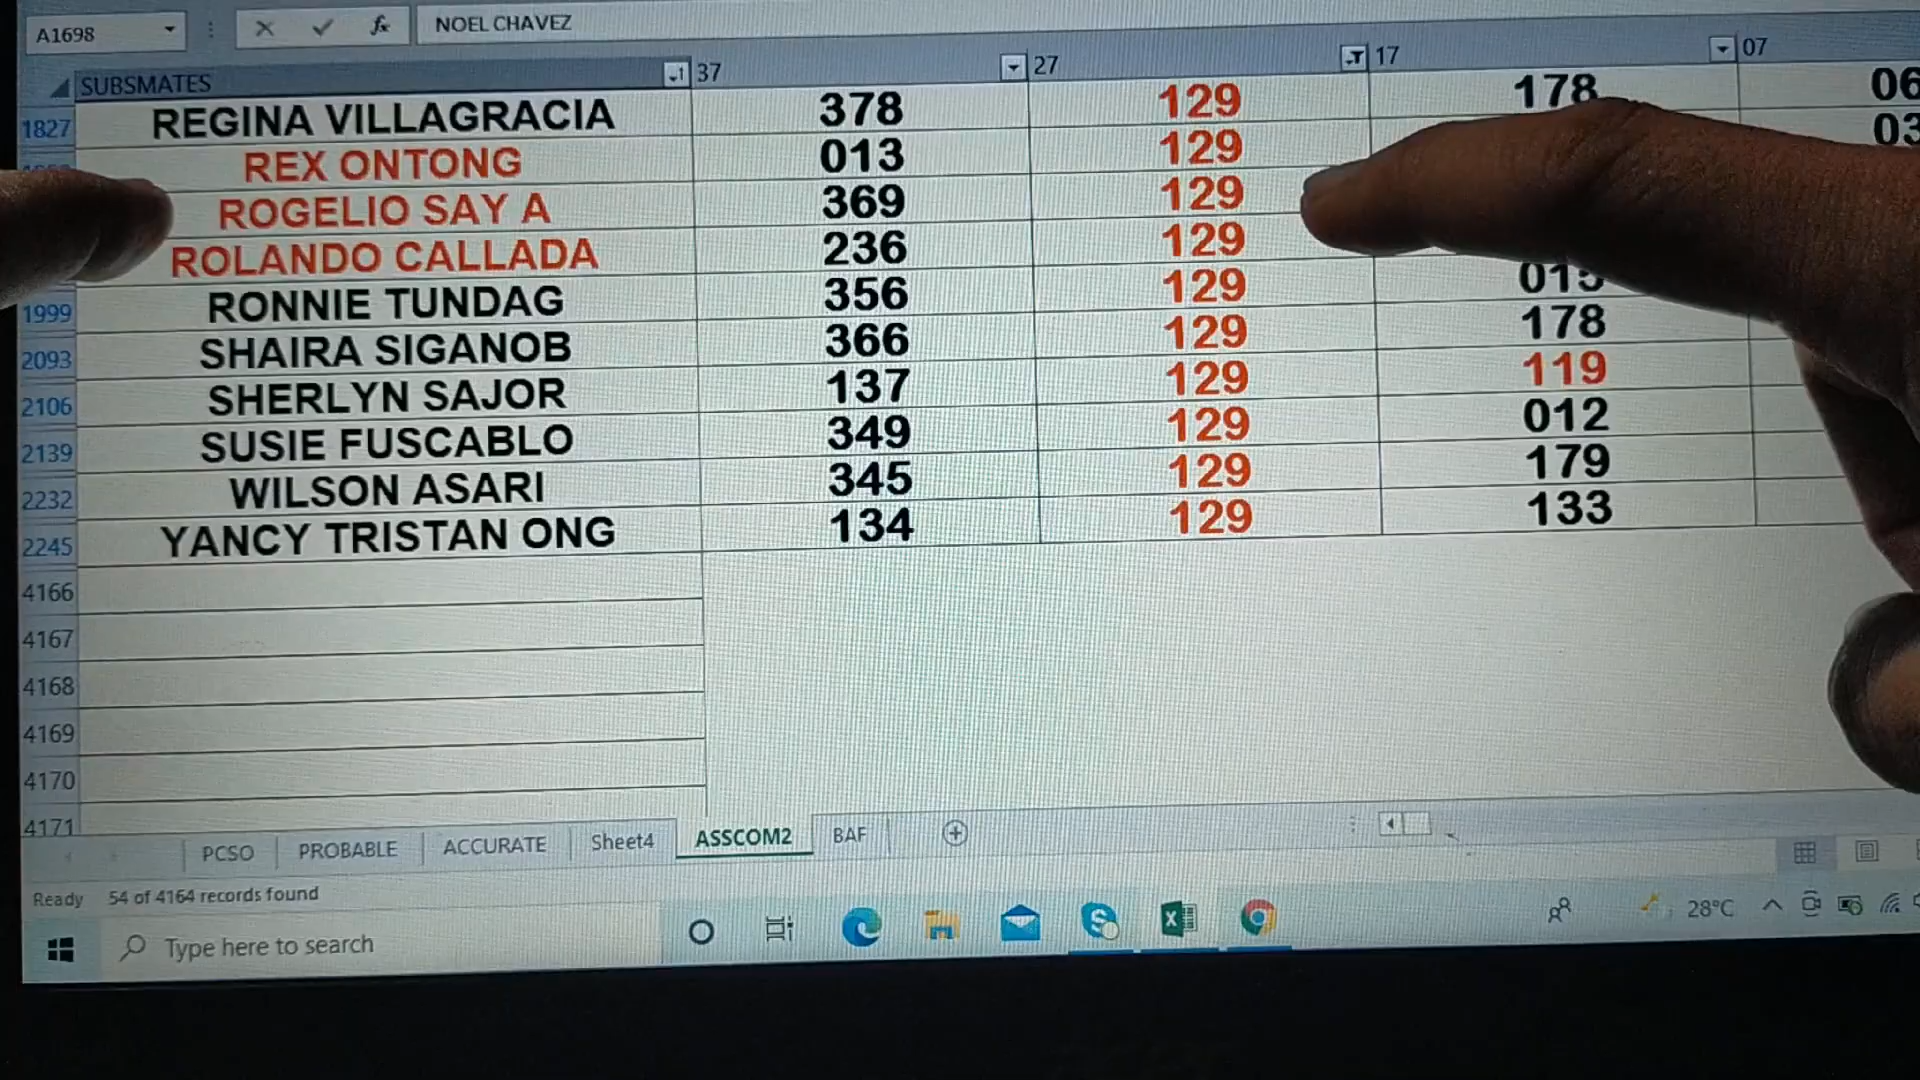 A1698 fx NOEL CHAVEZ
SUBSMATES 37 27 17 07
1827 REGINA VILLAGRACIA 378 129 178 06
REX ONTONG 013 129 03
ROGELIO SAY A 369 129
ROLANDO CALLADA 236 129
1999 RONNIE TUNDAG 356 129 015
2093 SHAIRA SIGANOB 366 129 178
2106 SHERLYN SAJOR 137 129 119
2139 SUSIE FUSCABLO 349 129 012
2232 WILSON ASARI 345 129 179
2245 YANCY TRISTAN ONG 134 129 133
4166
4167
4168
4169
4170
4171
PCSO PROBABLE ACCURATE Sheet4 ASSCOM2 BAF
Ready 54 of 4164 records found
Type here to search 28°C